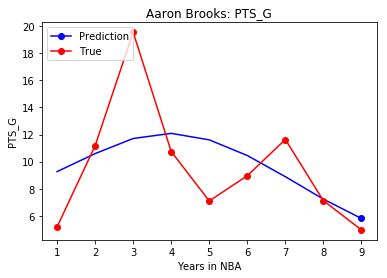 Aaron Brooks: PTS_G
Prediction
True
PTS_G
20
18
16
14
12
10
8
6
1 2 3 4 5 6 7 8 9
Years in NBA